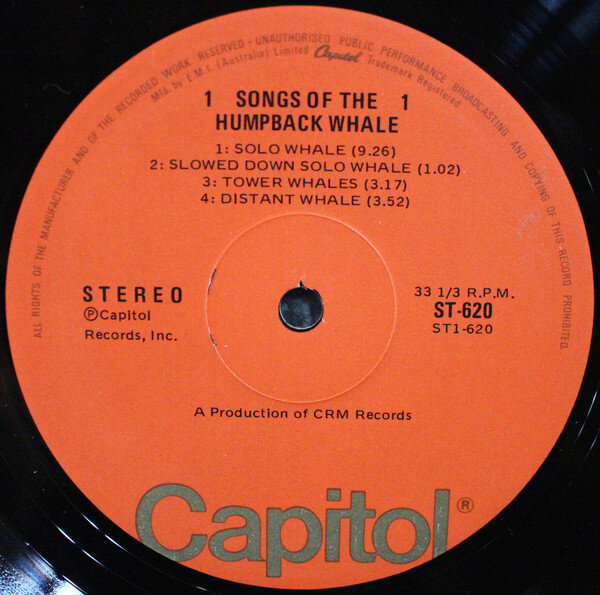 ALL RIGHTS OF THE MANUFACTURER AND OF THE RECORDED WORK RESERVED · UNAUTHORISED PUBLIC PERFORMANCE BROADCASTING AND COPYING OF THIS RECORD PROHIBITED.
Mfd. by E.M.I. (Australia) Limited Capitol Trademark Registered
1 SONGS OF THE 1
HUMPBACK WHALE
1: SOLO WHALE (9.26)
2: SLOWED DOWN SOLO WHALE (1.02)
3: TOWER WHALES (3.17)
4: DISTANT WHALE (3.52)
STEREO
℗Capitol
Records, Inc.
33 1/3 R.P.M.
ST-620
ST1-620
A Production of CRM Records
Capitol®